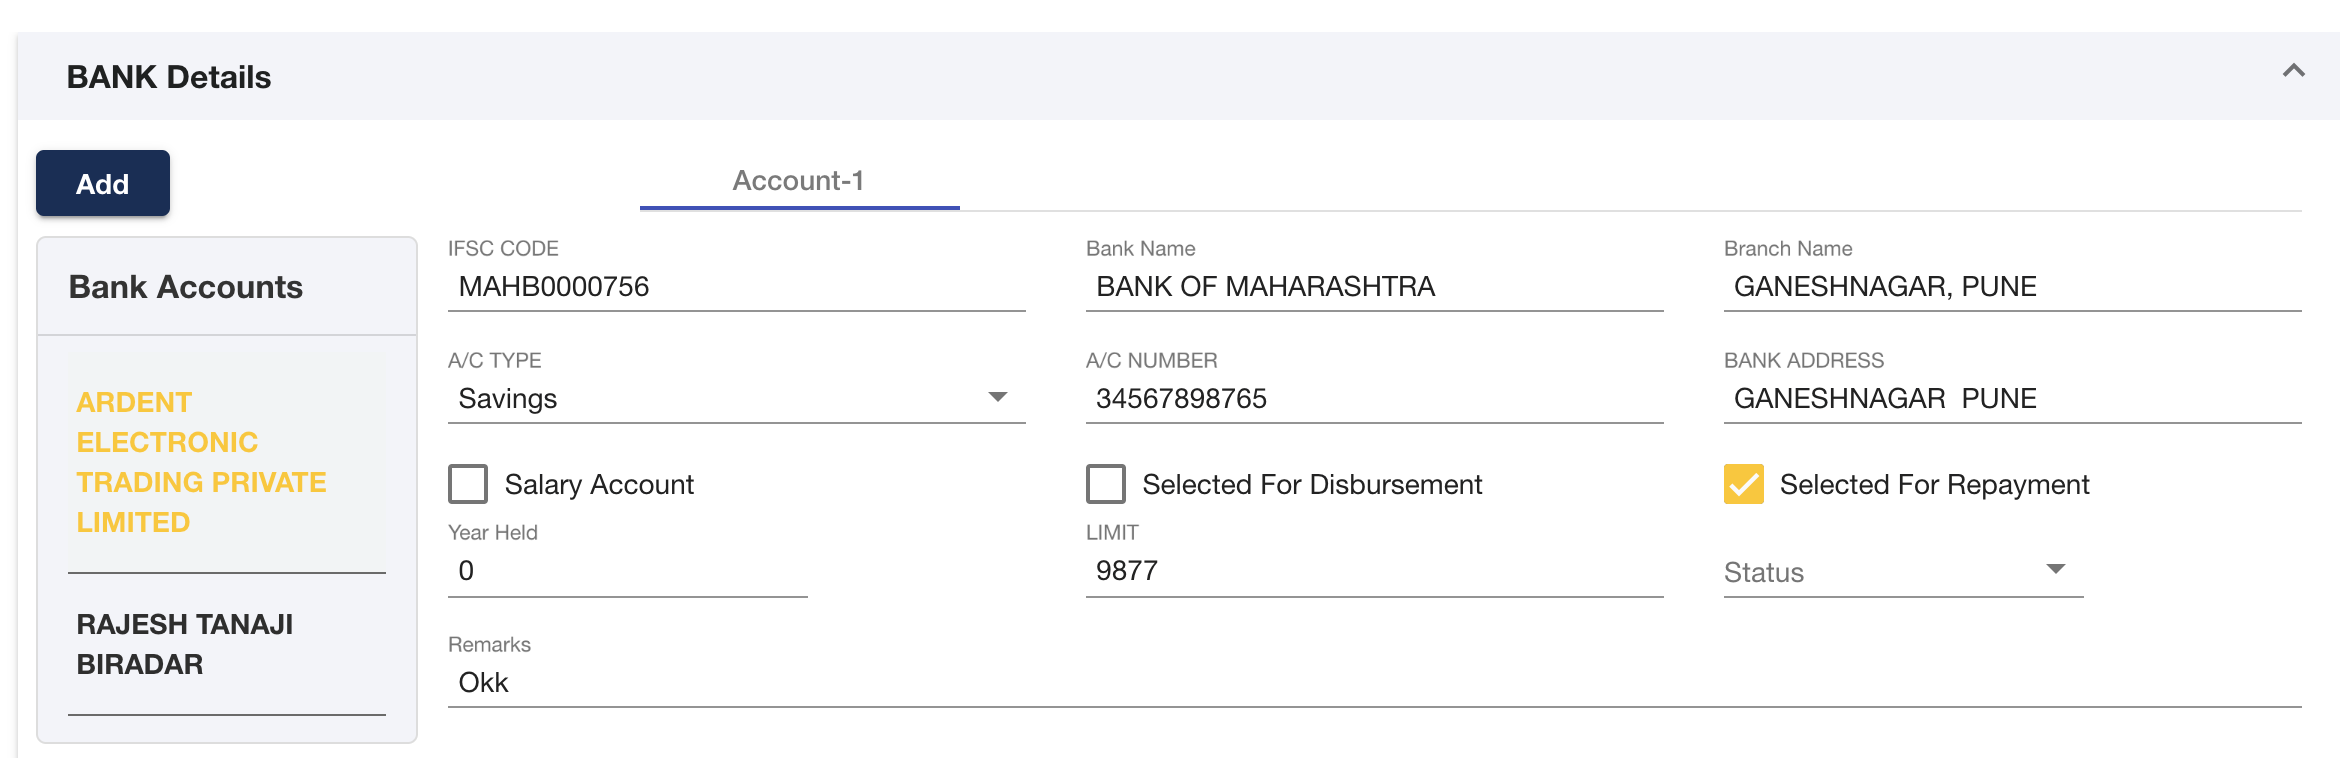 BANK Details
Add
Account-1
Bank Accounts
ARDENT
ELECTRONIC
TRADING PRIVATE
LIMITED
RAJESH TANAJI
BIRADAR
IFSC CODE
MAHB0000756
Bank Name
BANK OF MAHARASHTRA
Branch Name
GANESHNAGAR, PUNE
A/C TYPE
Savings
A/C NUMBER
34567898765
BANK ADDRESS
GANESHNAGAR  PUNE
Salary Account
Selected For Disbursement
Selected For Repayment
Year Held
0
LIMIT
9877
Status
Remarks
Okk